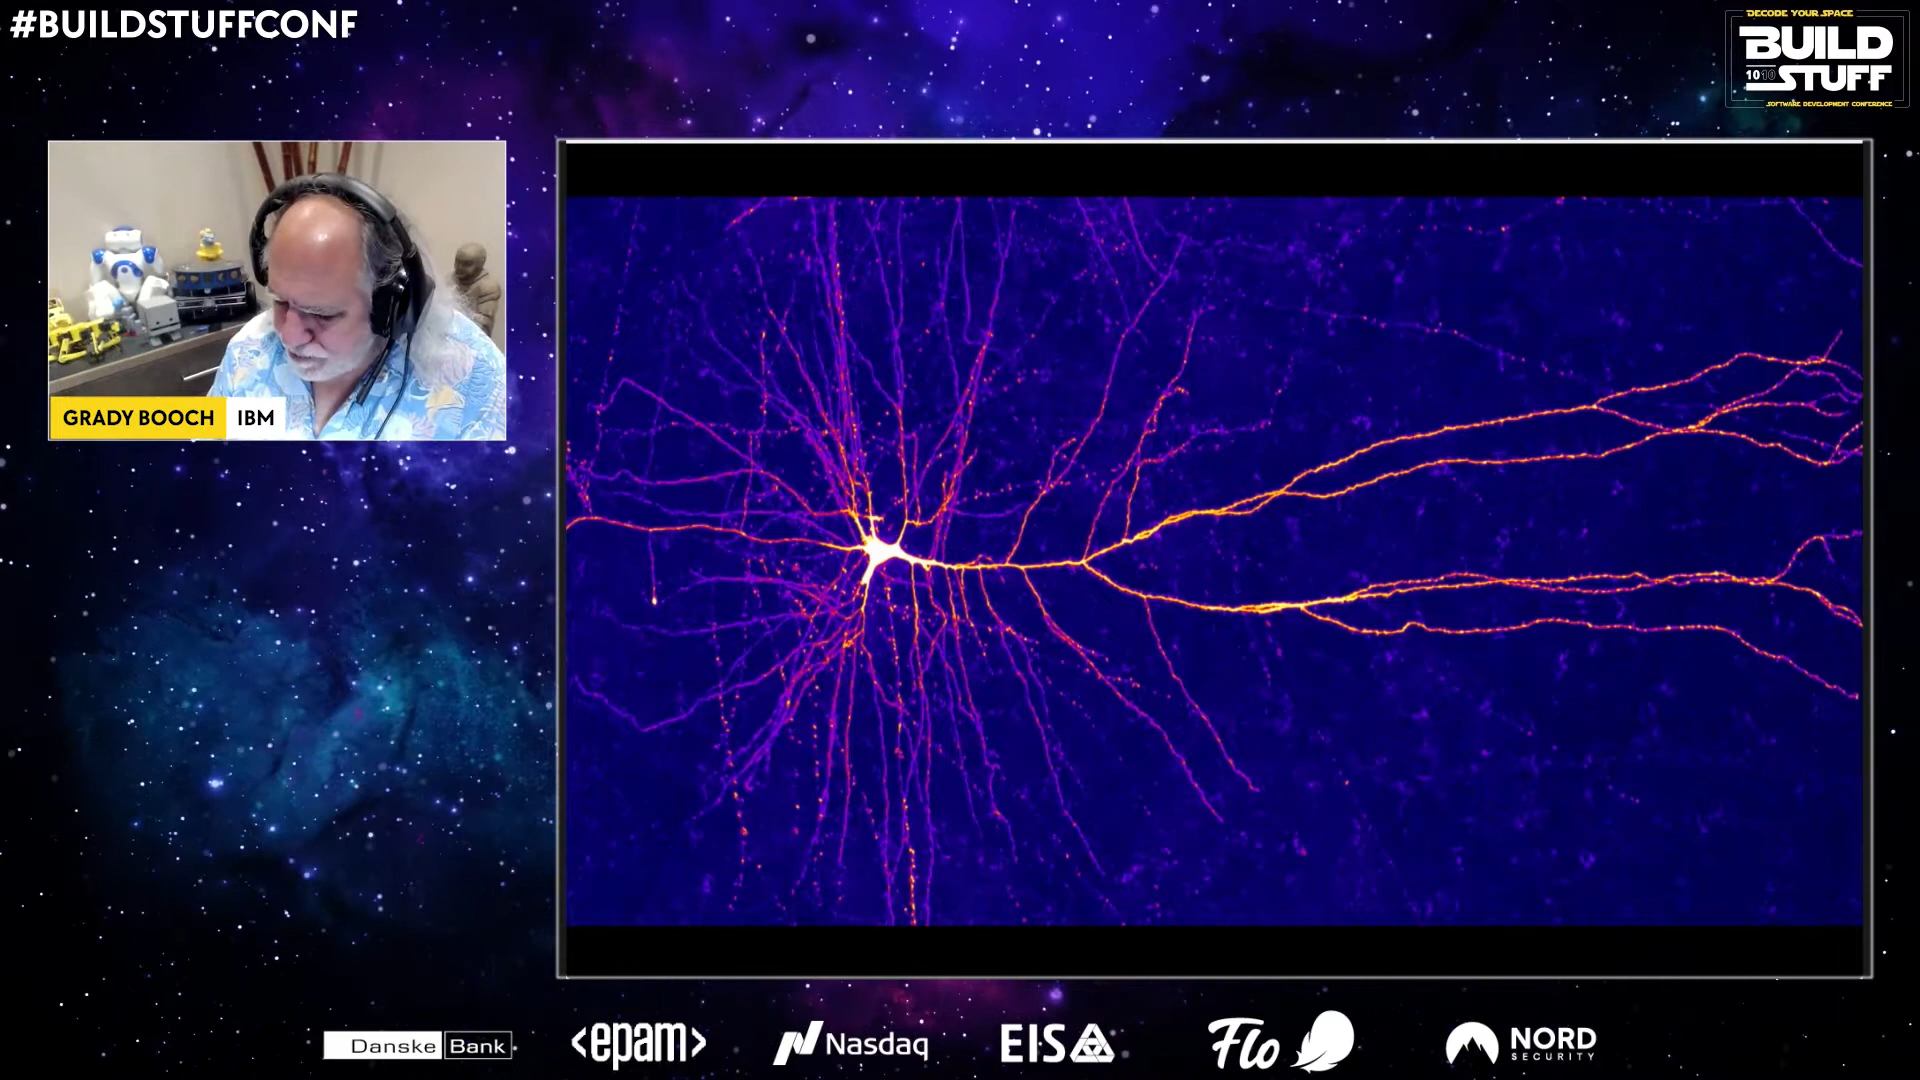 #BUILDSTUFFCONF
DECODE YOUR SPACE
BUILD
1010 STUFF
SOFTWARE DEVELOPMENT CONFERENCE
GRADY BOOCH IBM
Danske Bank
<epam>
Nasdaq
EIS
Flo
NORD
SECURITY